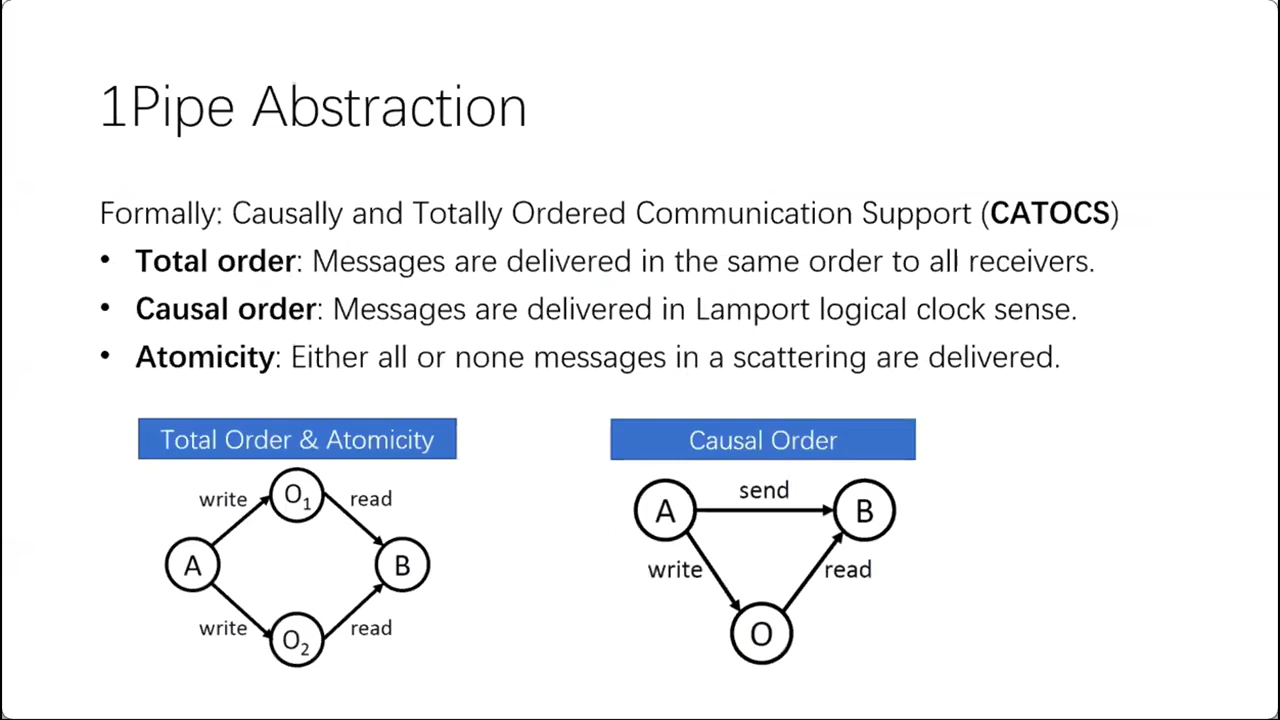 1Pipe Abstraction
Formally: Causally and Totally Ordered Communication Support (CATOCS)
• Total order: Messages are delivered in the same order to all receivers.
• Causal order: Messages are delivered in Lamport logical clock sense.
• Atomicity: Either all or none messages in a scattering are delivered.
Total Order & Atomicity
write
O1
read
A
B
write
O2
read
Causal Order
A
send
B
write
read
O